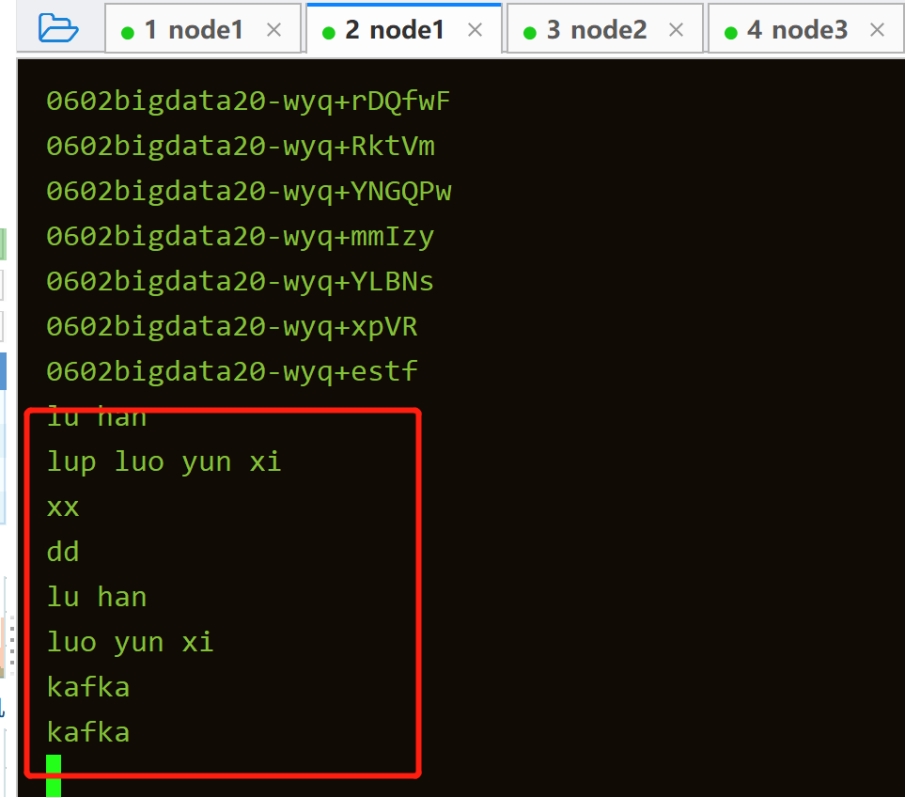 1 node1 × 2 node1 × 3 node2 × 4 node3 ×
0602bigdata20-wyq+rDQfwF
0602bigdata20-wyq+RktVm
0602bigdata20-wyq+YNGQPw
0602bigdata20-wyq+mmIzy
0602bigdata20-wyq+YLBNs
0602bigdata20-wyq+xpVR
0602bigdata20-wyq+estf
lu han
lup luo yun xi
xx
dd
lu han
luo yun xi
kafka
kafka